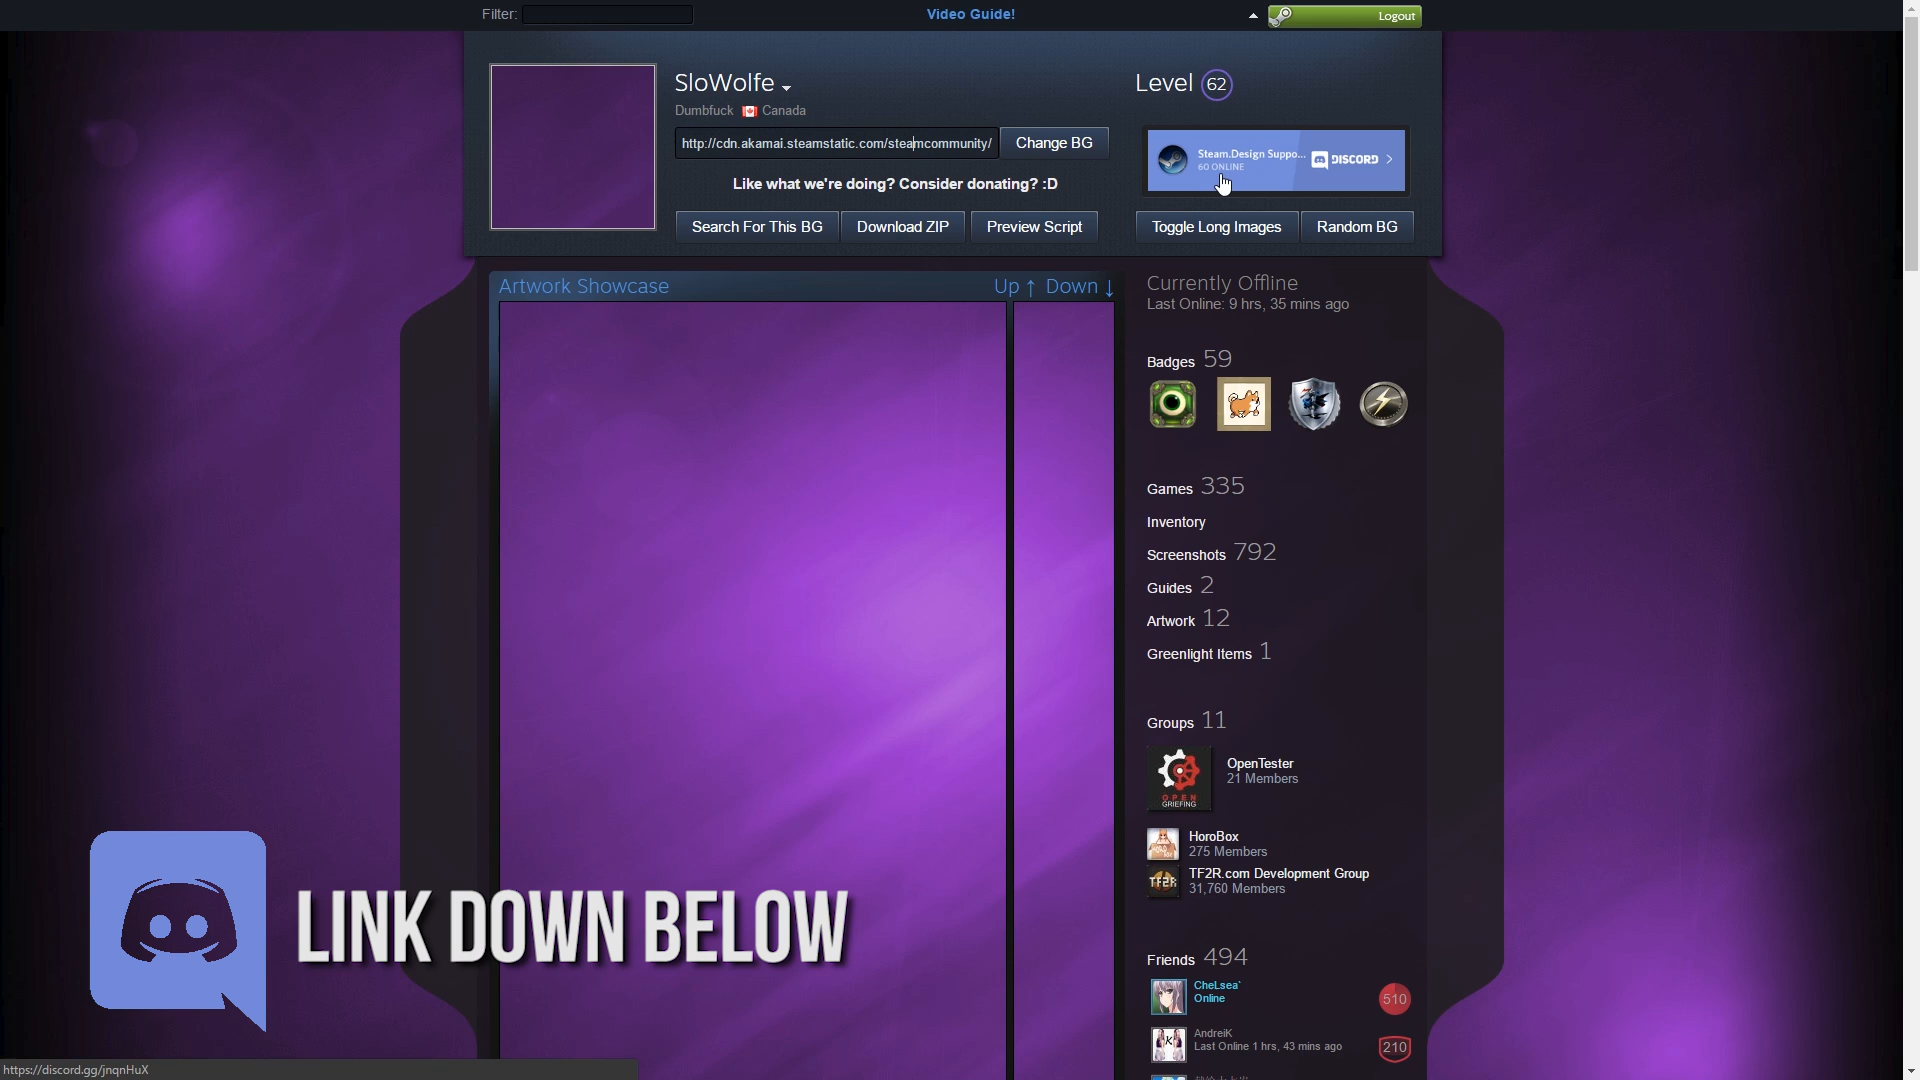 Filter:
Video Guide!
Logout
SloWolfe
Level 62
Dumbfuck Canada
http://cdn.akamai.steamstatic.com/steamcommunity/
Change BG
Steam.Design Suppo...
60 ONLINE
DISCORD
Like what we're doing? Consider donating? :D
Search For This BG
Download ZIP
Preview Script
Toggle Long Images
Random BG
Artwork Showcase
Up ↑ Down ↓
Currently Offline
Last Online: 9 hrs, 35 mins ago
Badges 59
Games 335
Inventory
Screenshots 792
Guides 2
Artwork 12
Greenlight Items 1
Groups 11
OPEN
GRIEFING
OpenTester
21 Members
HoroBox
275 Members
TF2R
TF2R.com Development Group
31,760 Members
LINK DOWN BELOW
Friends 494
CheLsea`
Online
510
AndreiK
Last Online 1 hrs, 43 mins ago
210
https://discord.gg/jnqnHuX